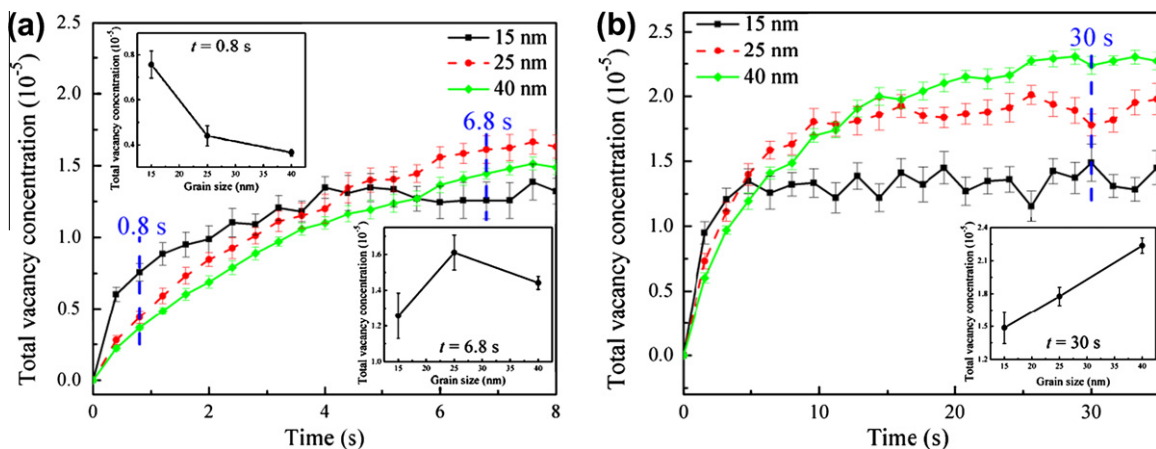 (a)
Total vacancy concentration (10⁻⁵)
2.5
2.0
1.5
1.0
0.5
0.0
0
2
4
6
8
Time (s)
15 nm
25 nm
40 nm
0.8 s
6.8 s
Total vacancy concentration (10⁻⁵)
0.8
0.6
0.4
t = 0.8 s
10
15
20
25
30
35
40
Grain size (nm)
Total vacancy concentration (10⁻⁵)
1.6
1.4
1.2
1.0
t = 6.8 s
15
20
25
30
35
40
Grain size (nm)
(b)
Total vacancy concentration (10⁻⁵)
2.5
2.0
1.5
1.0
0.5
0.0
0
10
20
30
Time (s)
15 nm
25 nm
40 nm
30 s
Total vacancy concentration (10⁻⁵)
2.4
2.1
1.8
1.5
1.2
t = 30 s
15
20
25
30
35
40
Grain size (nm)